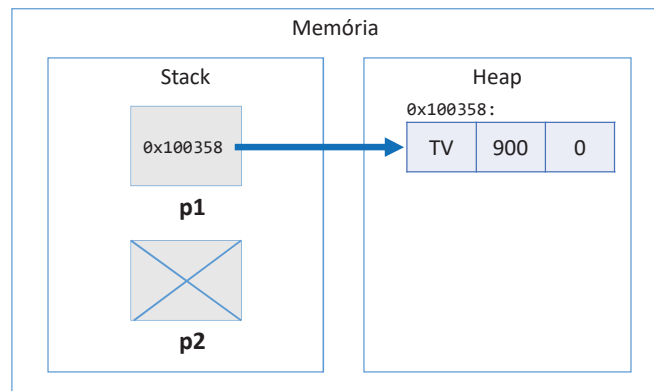 Memória
Stack
Heap
0x100358:
0x100358
TV 900 0
p1
p2